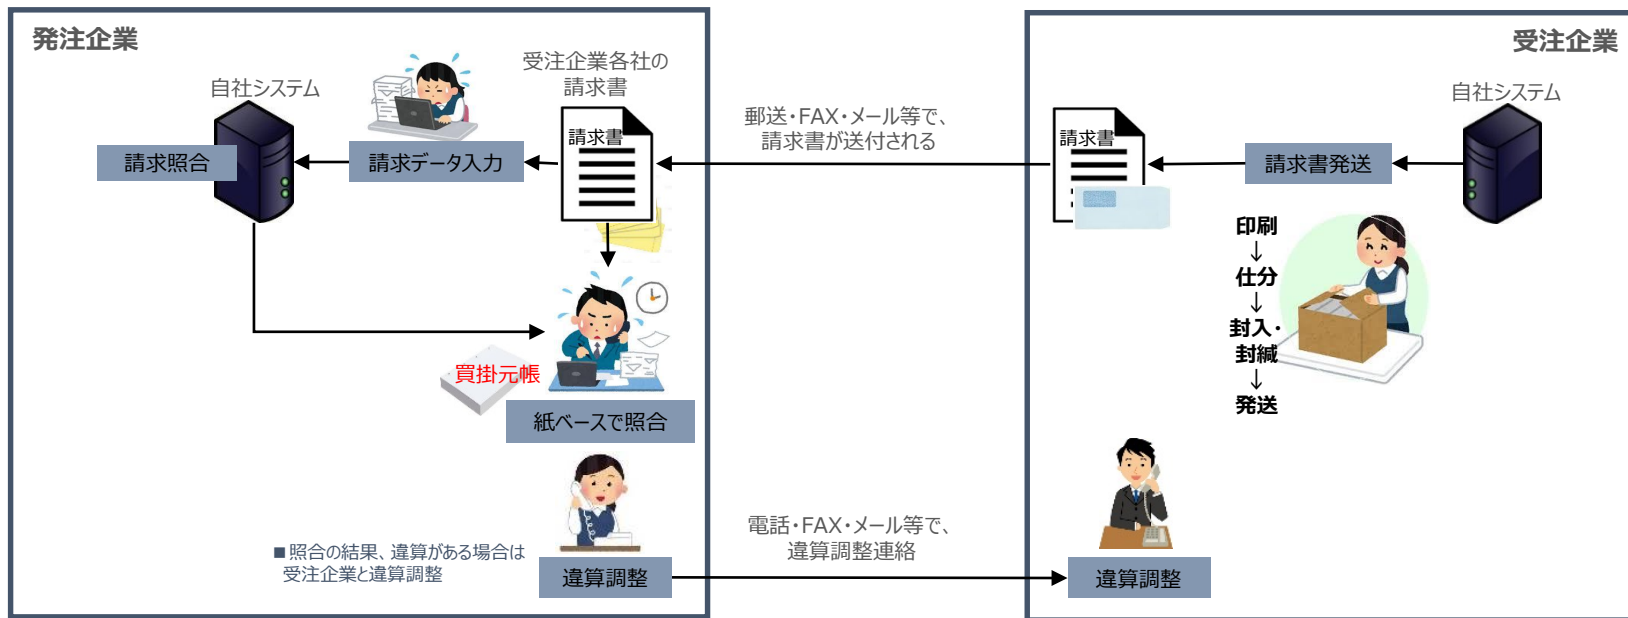 発注企業
自社システム
請求照合
請求データ入力
受注企業各社の
請求書
請求書
買掛元帳
紙ベースで照合
■照合の結果、違算がある場合は
受注企業と違算調整
違算調整
郵送・FAX・メール等で、
請求書が送付される
電話・FAX・メール等で、
違算調整連絡
受注企業
自社システム
請求書発送
請求書
印刷
↓
仕分
↓
封入・
封緘
↓
発送
違算調整